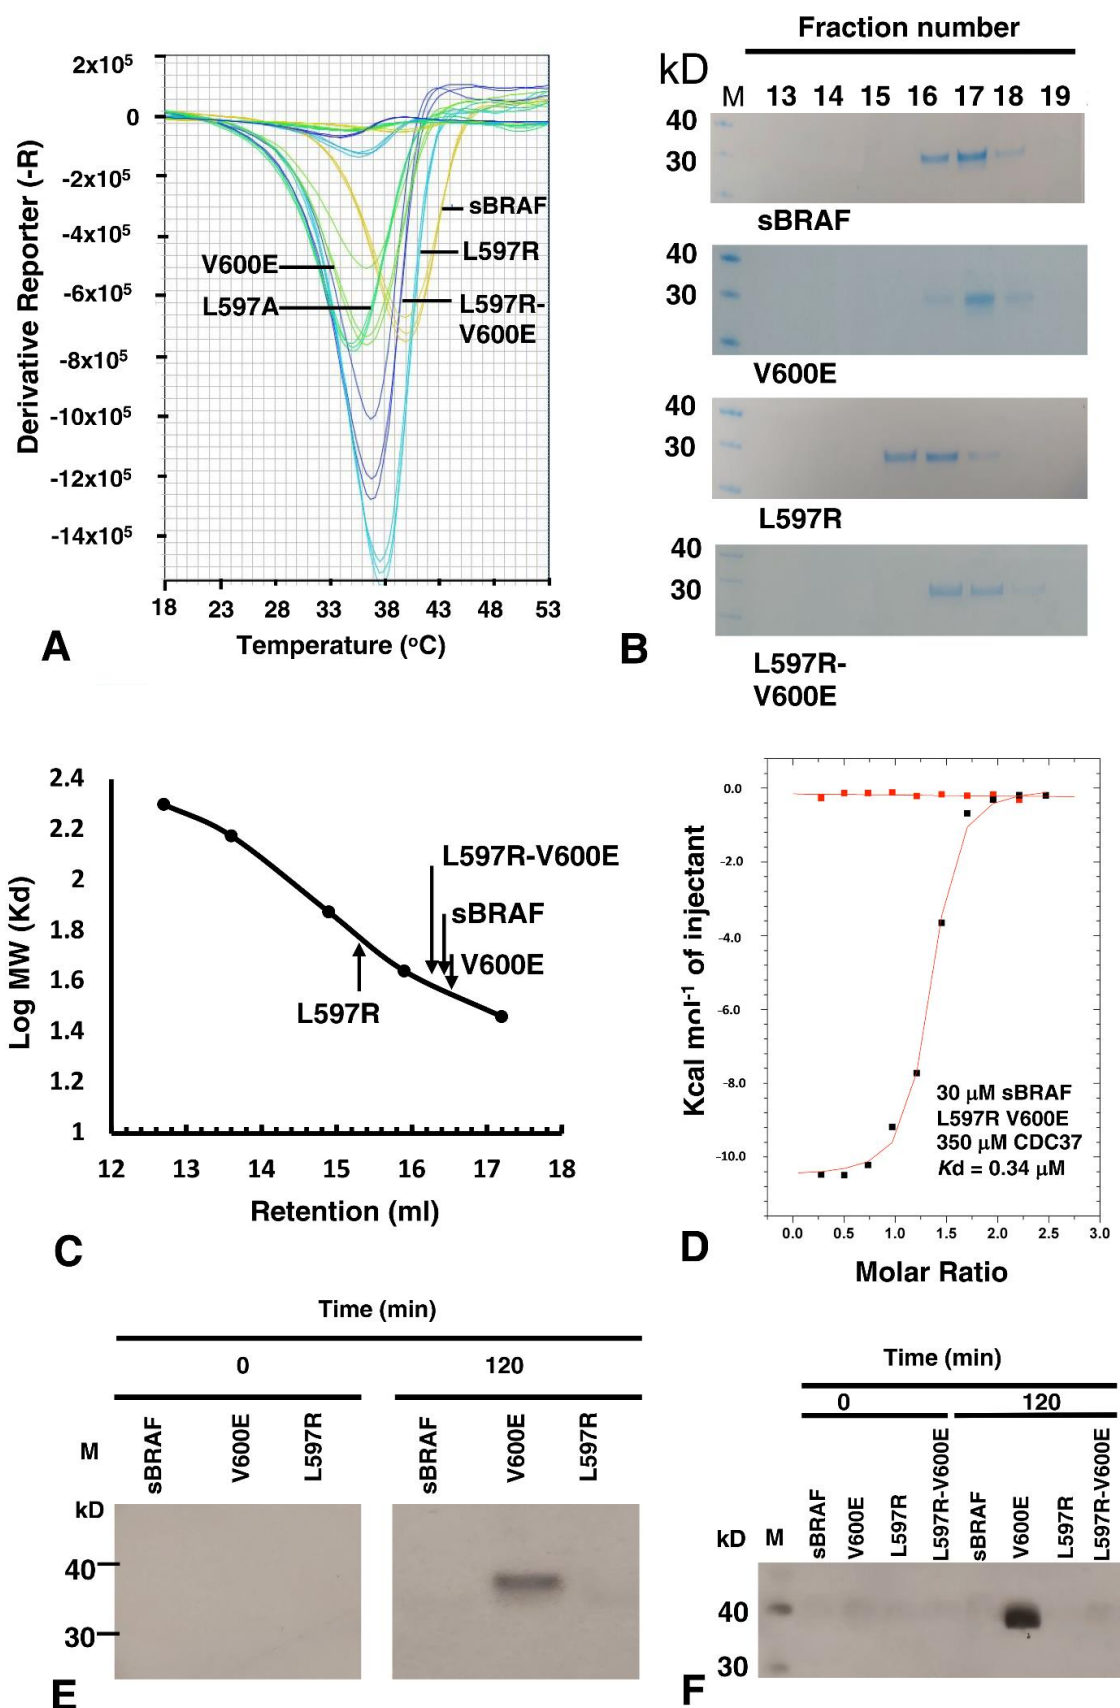 2x10⁵
0
-2x10⁵
-4x10⁵
-6x10⁵
-8x10⁵
-10x10⁵
-12x10⁵
-14x10⁵
Derivative Reporter (-R)
sBRAF
L597R
V600E
L597A
L597R-
V600E
18 23 28 33 38 43 48 53
Temperature (ºC)
A
Fraction number
kD
M 13 14 15 16 17 18 19
40
30
sBRAF
40
30
V600E
40
30
L597R
40
30
L597R-
V600E
B
2.4
2.2
2
1.8
1.6
1.4
1.2
1
Log MW (Kd)
L597R-V600E
sBRAF
V600E
L597R
12 13 14 15 16 17 18
Retention (ml)
C
0.0
-2.0
-4.0
-6.0
-8.0
-10.0
Kcal mol⁻¹ of injectant
30 µM sBRAF
L597R V600E
350 µM CDC37
Kd = 0.34 µM
0.0 0.5 1.0 1.5 2.0 2.5 3.0
Molar Ratio
D
Time (min)
0 120
M sBRAF V600E L597R sBRAF V600E L597R
kD
40
30
E
Time (min)
0 120
kD M sBRAF V600E L597R L597R-V600E sBRAF V600E L597R L597R-V600E
40
30
F